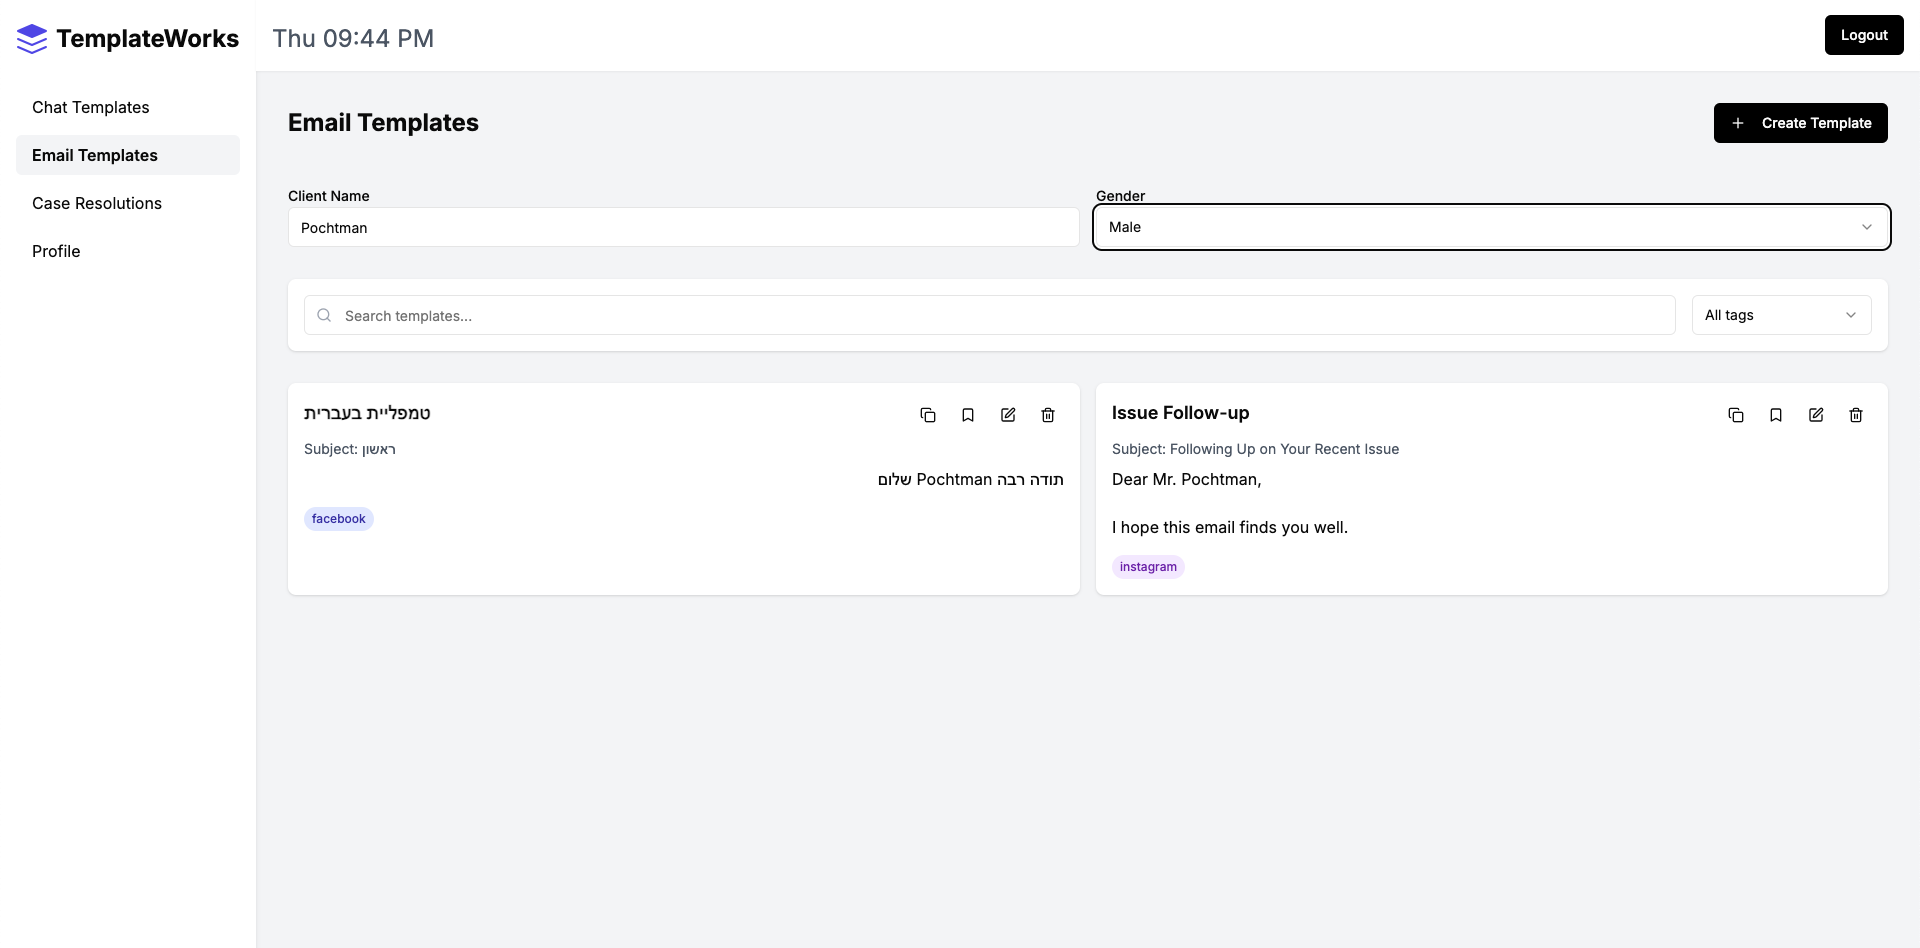 TemplateWorks
Thu 09:44 PM
Logout
Chat Templates
Email Templates
Case Resolutions
Profile
Email Templates
Create Template
Client Name
Pochtman
Gender
Male
Search templates...
All tags
טמפליית בעברית
Subject: ראשון
שלום Pochtman תודה רבה
facebook
Issue Follow-up
Subject: Following Up on Your Recent Issue
Dear Mr. Pochtman,
I hope this email finds you well.
instagram